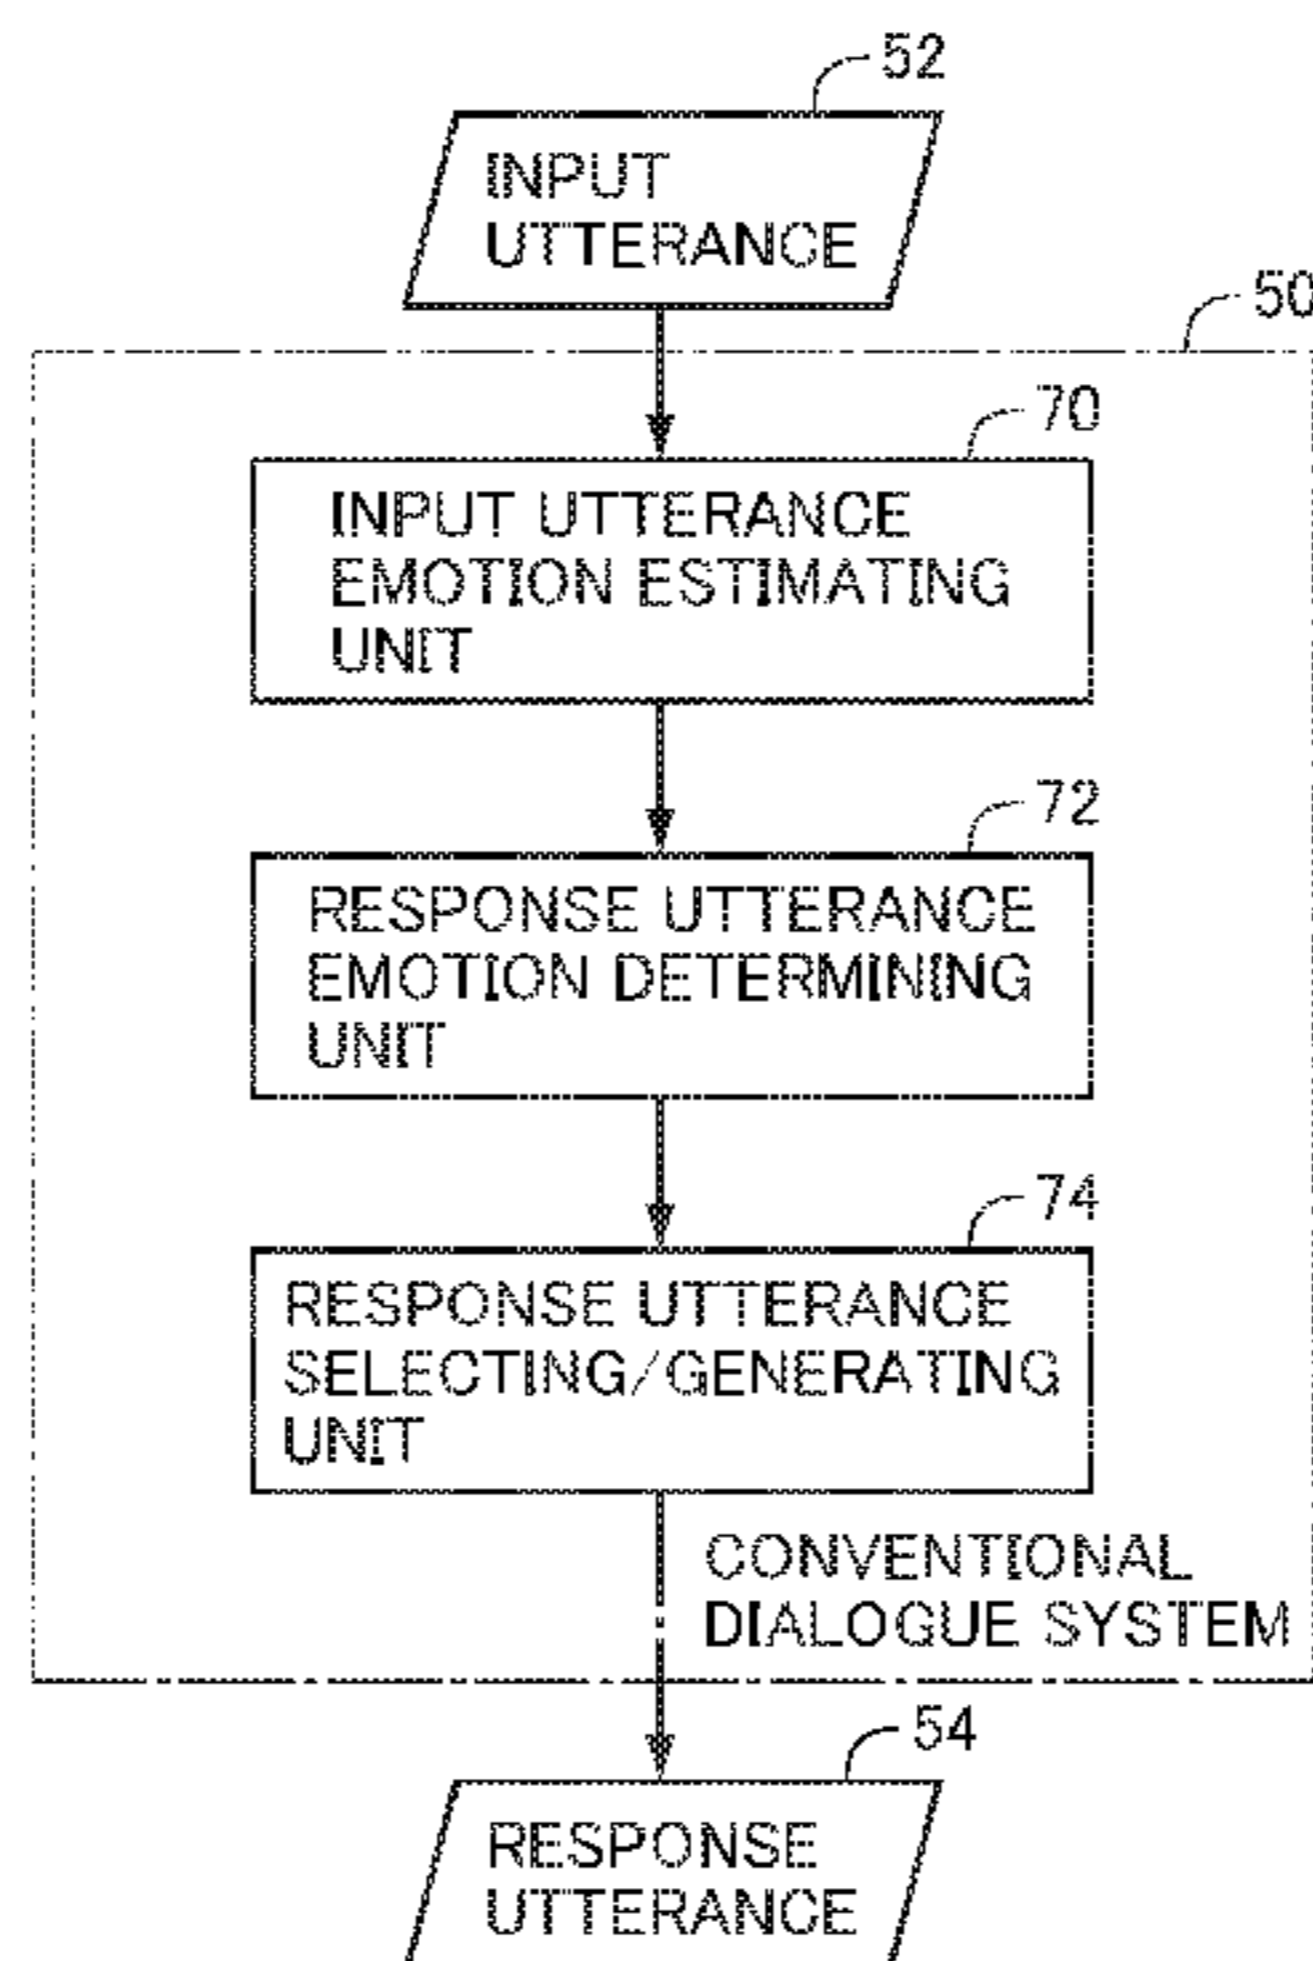 52
INPUT
UTTERANCE
50
70
INPUT UTTERANCE
EMOTION ESTIMATING
UNIT
72
RESPONSE UTTERANCE
EMOTION DETERMINING
UNIT
74
RESPONSE UTTERANCE
SELECTING/GENERATING
UNIT
CONVENTIONAL
DIALOGUE SYSTEM
54
RESPONSE
UTTERANCE